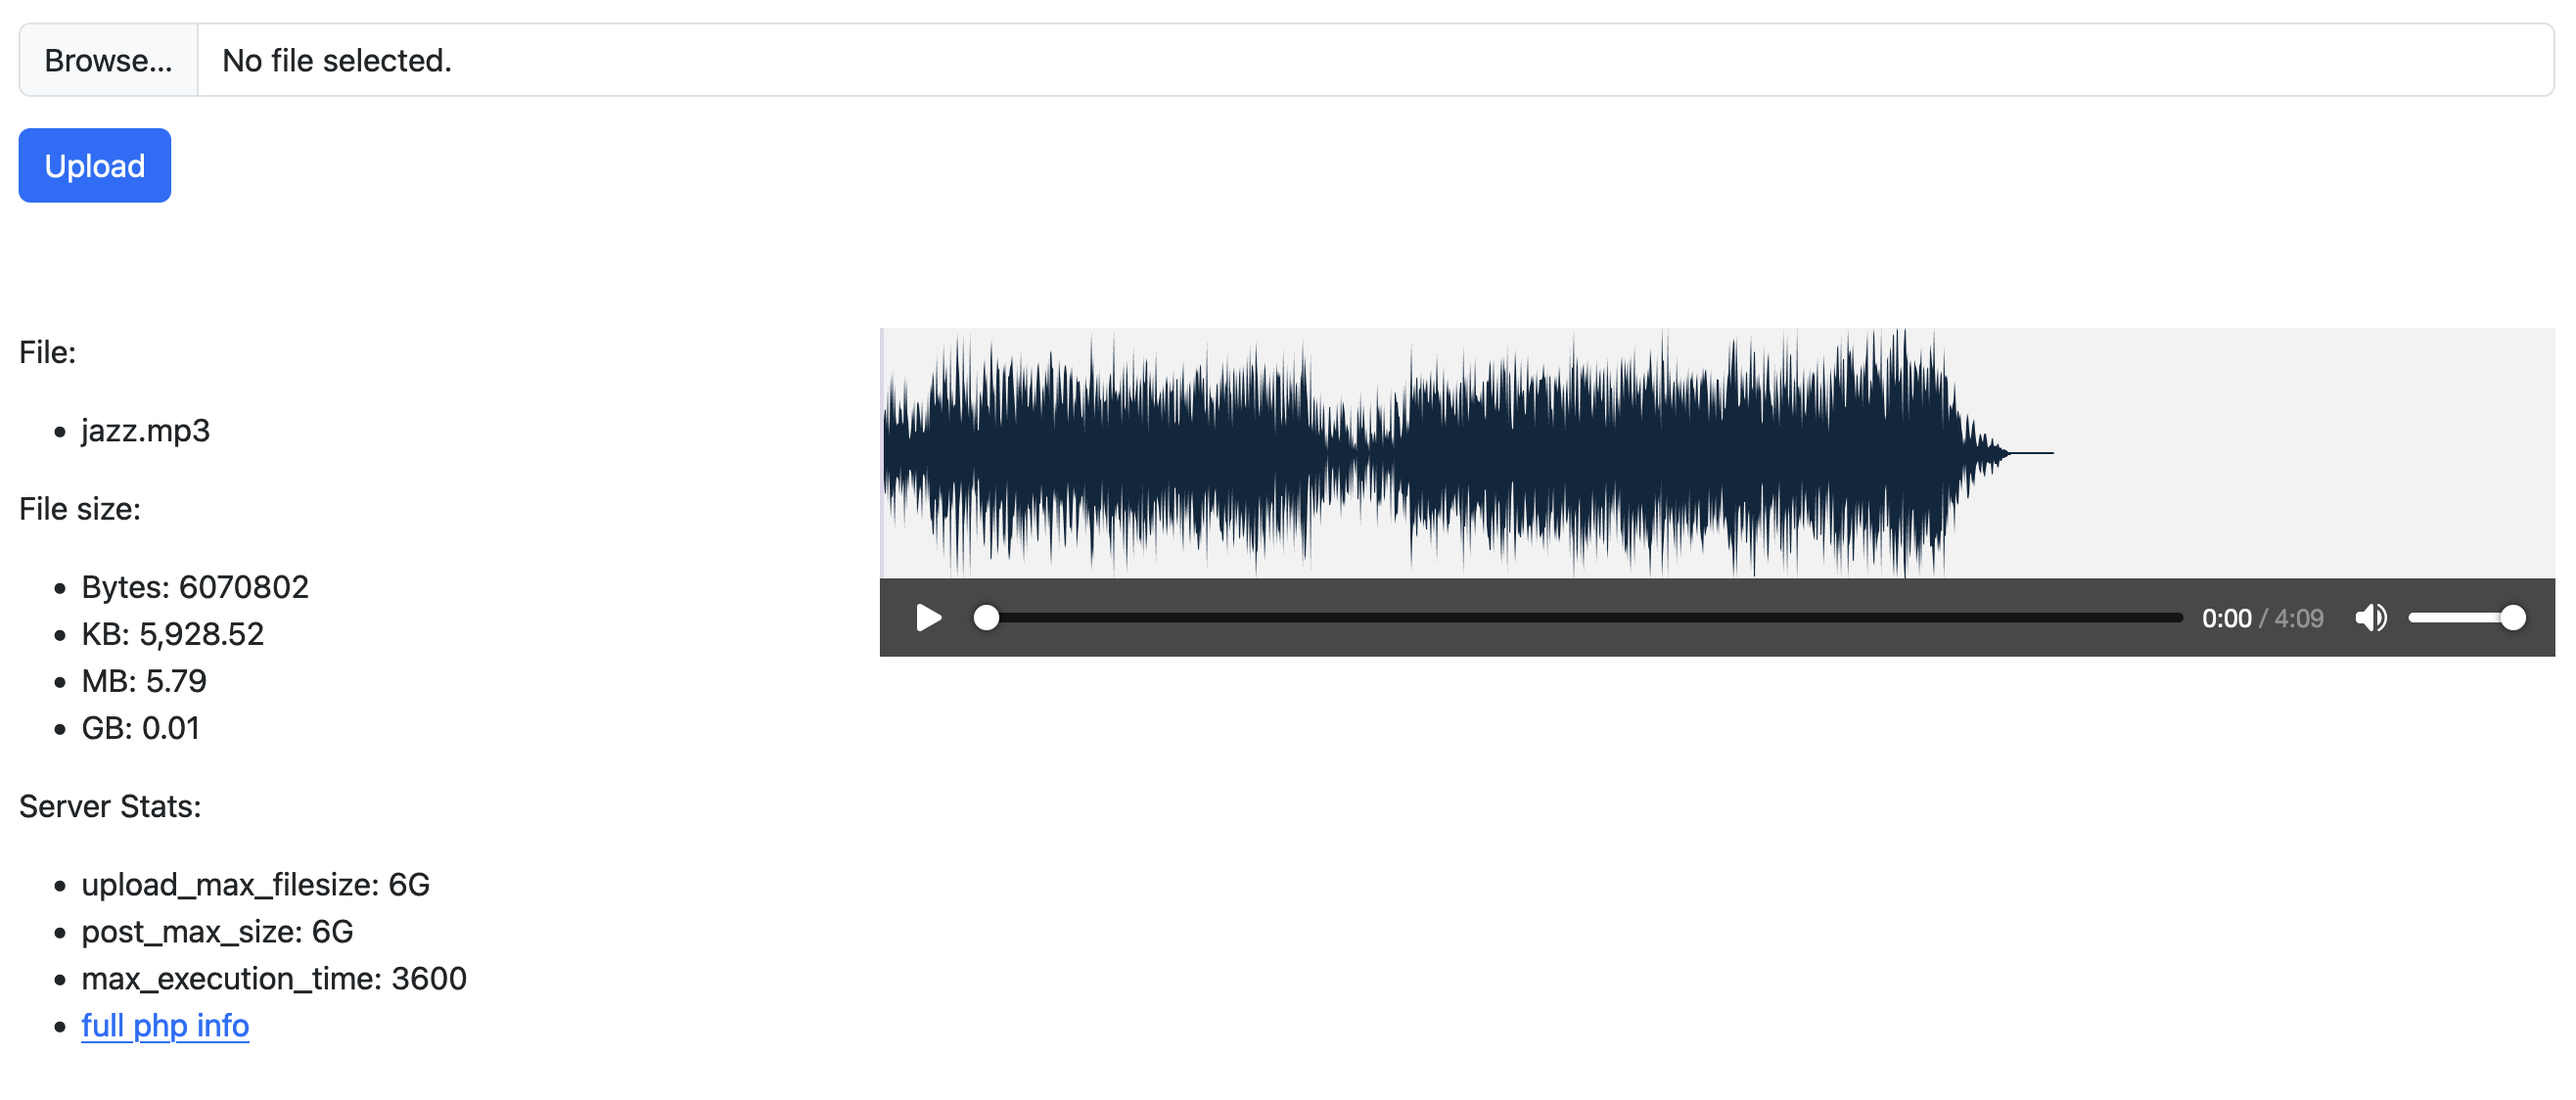 Browse... No file selected.
Upload
File:
jazz.mp3
File size:
Bytes: 6070802
KB: 5,928.52
MB: 5.79
GB: 0.01
Server Stats:
upload_max_filesize: 6G
post_max_size: 6G
max_execution_time: 3600
full php info
0:00 / 4:09